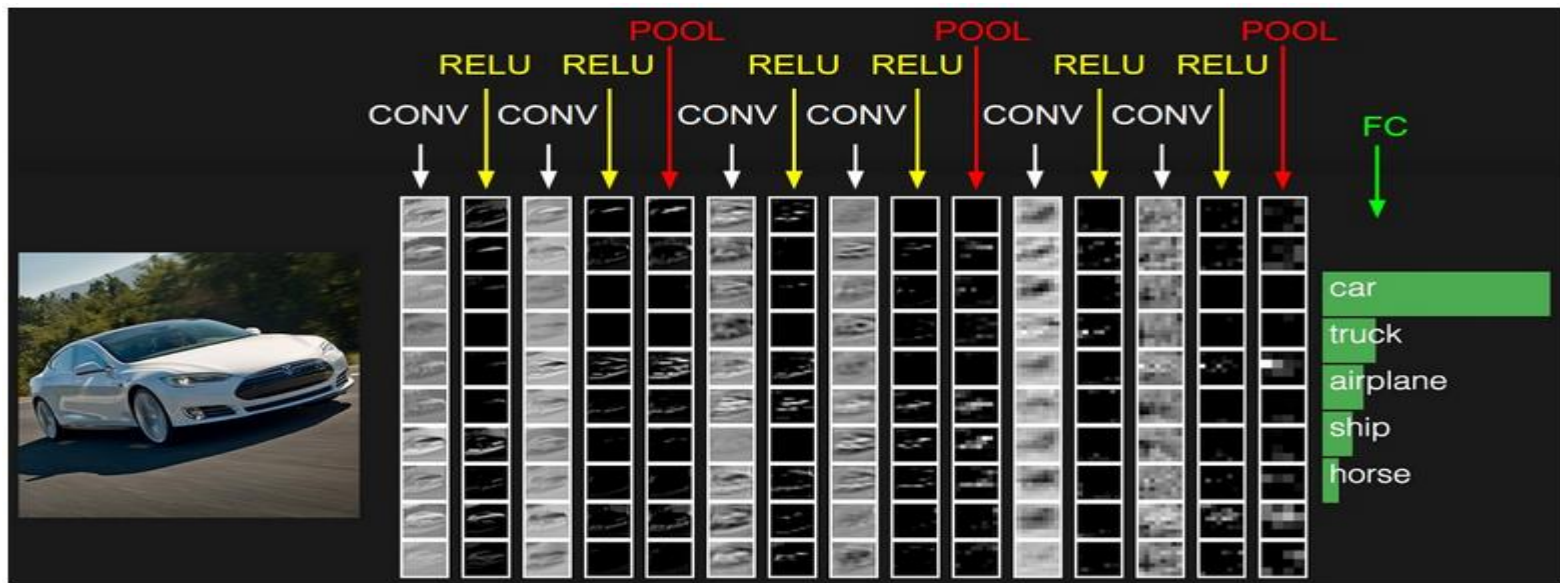 POOL POOL POOL
RELU RELU RELU RELU RELU RELU
CONV CONV CONV CONV CONV CONV
FC
car
truck
airplane
ship
horse